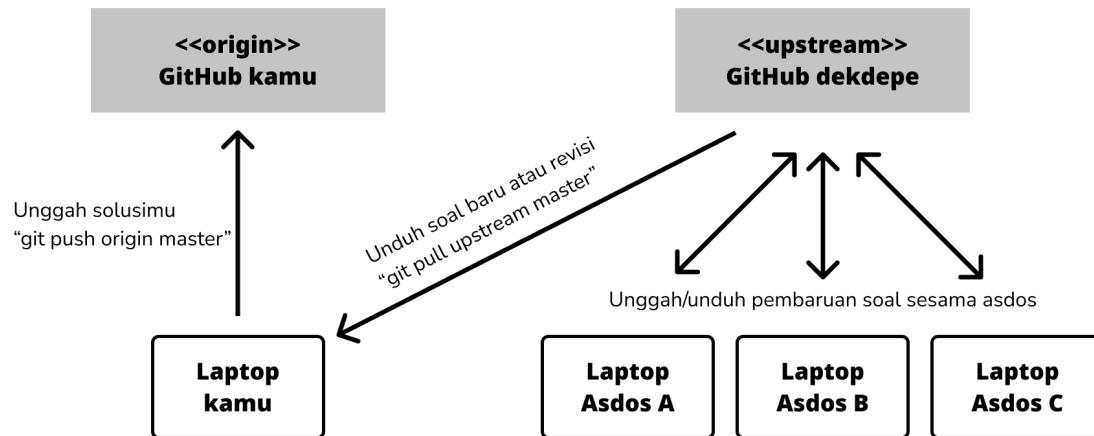 <<origin>>
GitHub kamu
<<upstream>>
GitHub dekdepe
Unggah solusimu
“git push origin master”
Unduh soal baru atau revisi
“git pull upstream master”
Unggah/unduh pembaruan soal sesama asdos
Laptop
kamu
Laptop
Asdos A
Laptop
Asdos B
Laptop
Asdos C